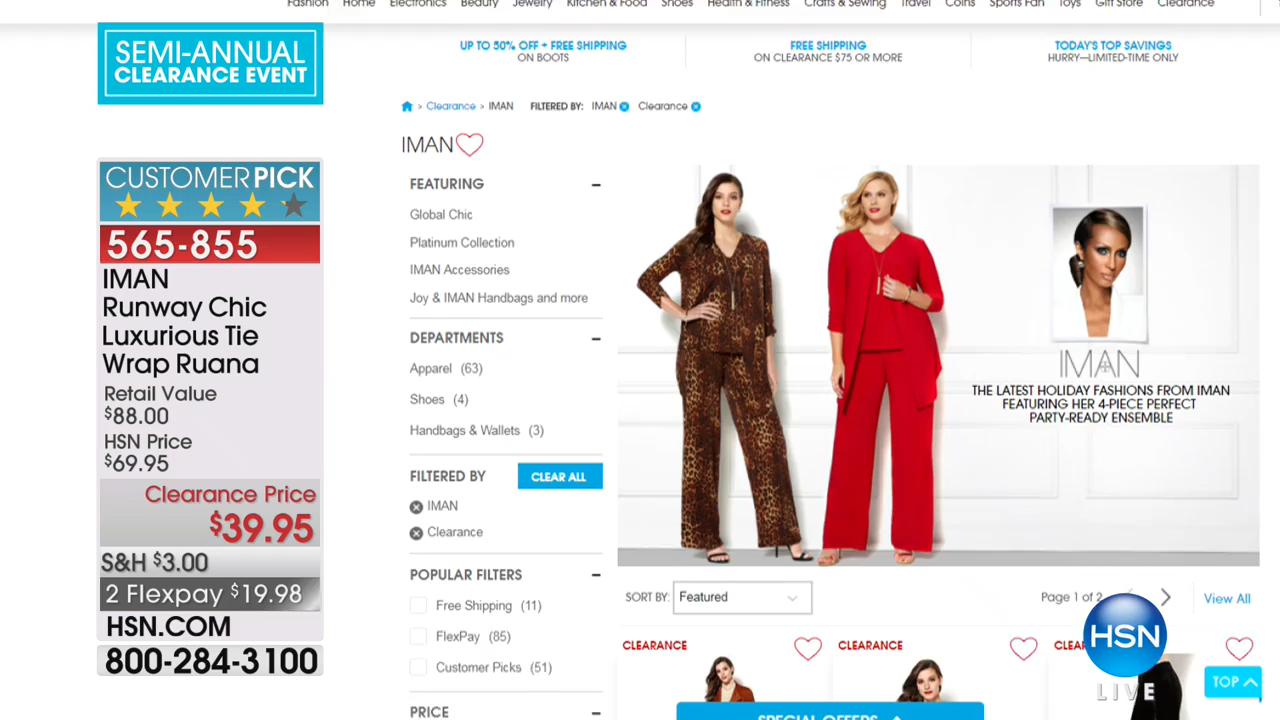 Fashion Home Electronics Beauty Jewelry Kitchen & Food Shoes Health & Fitness Crafts & Sewing Travel Coins Sports Fan Toys Gift Store Clearance
SEMI-ANNUAL
CLEARANCE EVENT
UP TO 50% OFF + FREE SHIPPING
ON BOOTS
FREE SHIPPING
ON CLEARANCE $75 OR MORE
TODAY'S TOP SAVINGS
HURRY—LIMITED-TIME ONLY
> Clearance > IMAN FILTERED BY: IMAN Clearance
CUSTOMER PICK
565-855
IMAN
Runway Chic
Luxurious Tie
Wrap Ruana
Retail Value
$88.00
HSN Price
$69.95
Clearance Price
$39.95
S&H $3.00
2 Flexpay $19.98
HSN.COM
800-284-3100
IMAN
FEATURING –
Global Chic
Platinum Collection
IMAN Accessories
Joy & IMAN Handbags and more
DEPARTMENTS –
Apparel (63)
Shoes (4)
Handbags & Wallets (3)
FILTERED BY CLEAR ALL
IMAN
Clearance
POPULAR FILTERS –
Free Shipping (11)
FlexPay (85)
Customer Picks (51)
PRICE –
IMAN
THE LATEST HOLIDAY FASHIONS FROM IMAN
FEATURING HER 4-PIECE PERFECT
PARTY-READY ENSEMBLE
SORT BY: Featured
Page 1 of 2 View All
CLEARANCE CLEARANCE
HSN
LIVE
TOP
SPECIAL OFFERS